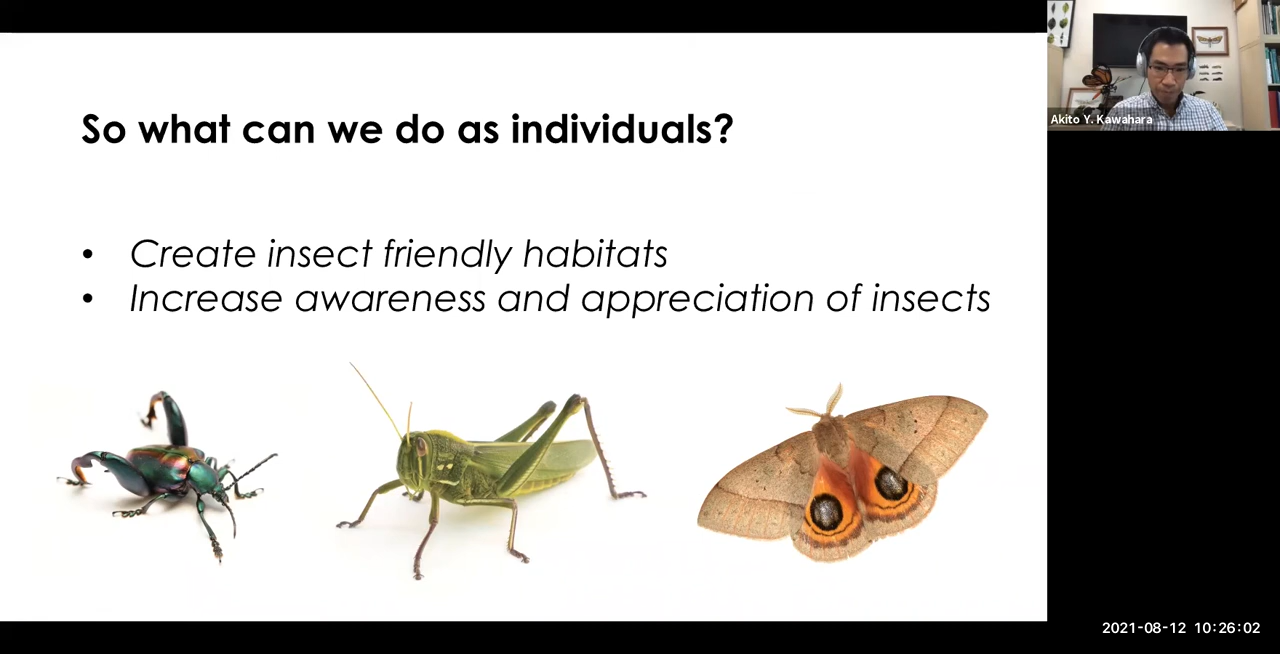 So what can we do as individuals?
• Create insect friendly habitats
• Increase awareness and appreciation of insects
Akito Y. Kawahara
2021-08-12 10:26:02